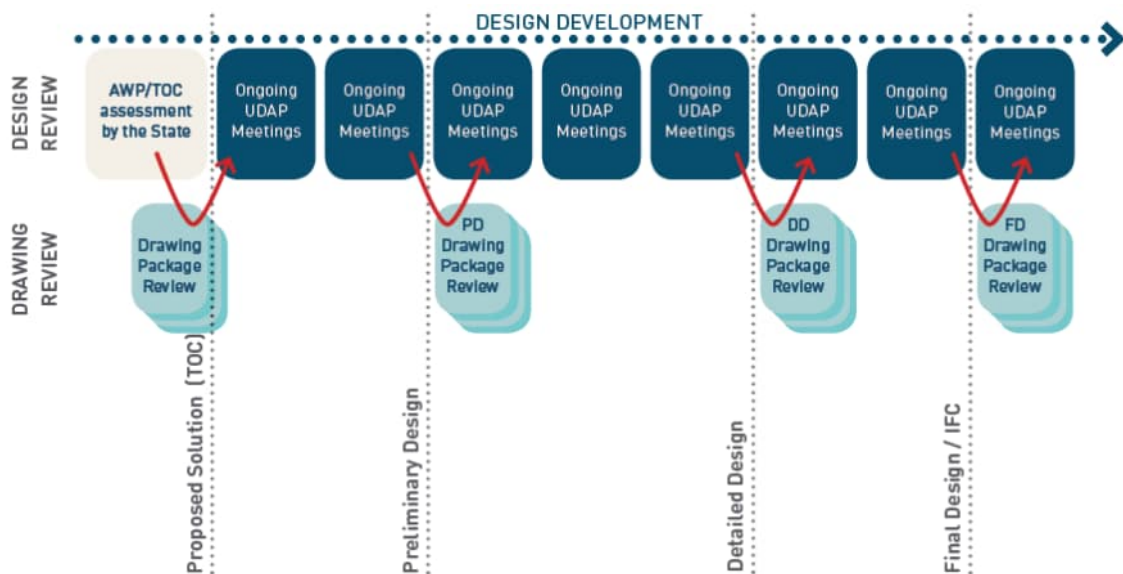 DESIGN DEVELOPMENT
DESIGN
REVIEW
AWP/TOC
assessment
by the State
Ongoing
UDAP
Meetings
Ongoing
UDAP
Meetings
Ongoing
UDAP
Meetings
Ongoing
UDAP
Meetings
Ongoing
UDAP
Meetings
Ongoing
UDAP
Meetings
Ongoing
UDAP
Meetings
Ongoing
UDAP
Meetings
DRAWING
REVIEW
Drawing
Package
Review
PD
Drawing
Package
Review
DD
Drawing
Package
Review
FD
Drawing
Package
Review
Proposed Solution (TOC)
Preliminary Design
Detailed Design
Final Design / IFC